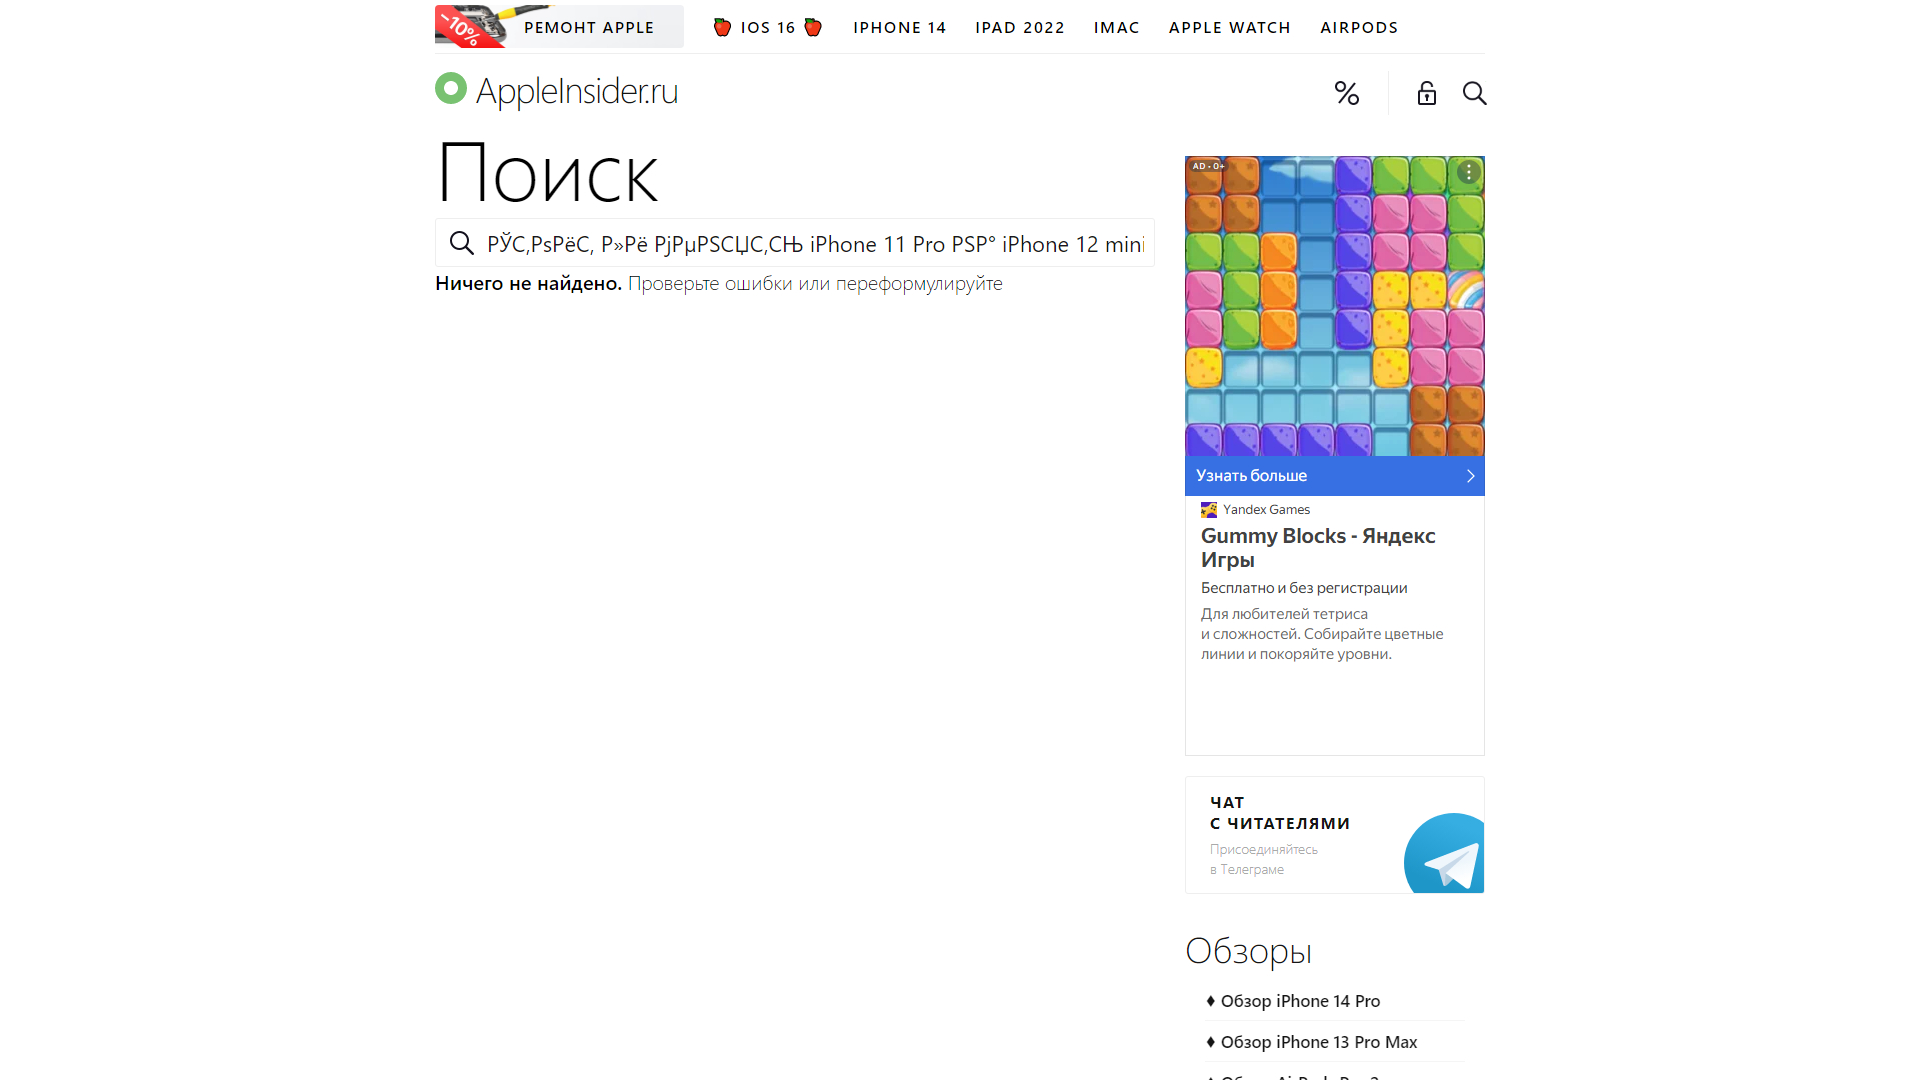 −10%
РЕМОНТ APPLE
🍎 IOS 16 🍎
IPHONE 14
IPAD 2022
IMAC
APPLE WATCH
AIRPODS
AppleInsider.ru
Поиск
РЎС‚РѕРёС‚ Р»Рё РјРµРЅСЏС‚СЊ iPhone 11 Pro РЅР° iPhone 12 mini
Ничего не найдено. Проверьте ошибки или переформулируйте
AD • 0+
Узнать больше
Yandex Games
Gummy Blocks - Яндекс
Игры
Бесплатно и без регистрации
Для любителей тетриса
и сложностей. Собирайте цветные
линии и покоряйте уровни.
ЧАТ
С ЧИТАТЕЛЯМИ
Присоединяйтесь
в Телеграме
Обзоры
♦ Обзор iPhone 14 Pro
♦ Обзор iPhone 13 Pro Max